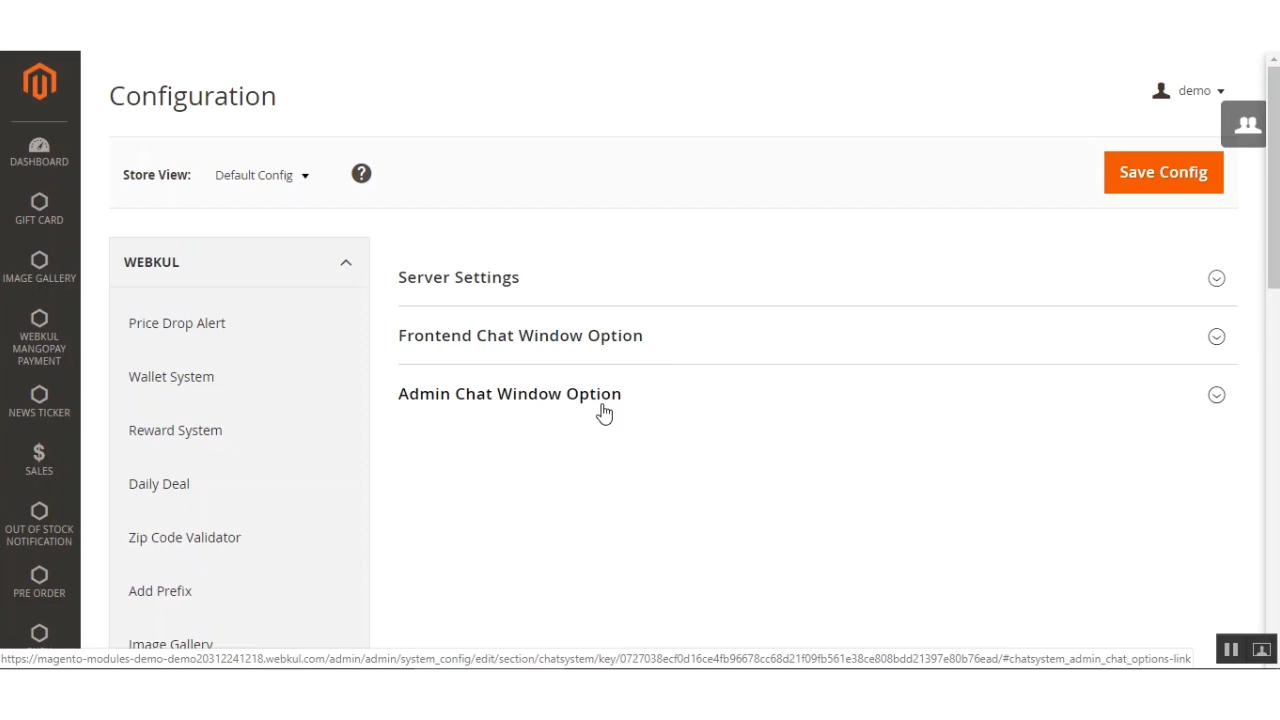 Configuration
demo
Store View: Default Config
Save Config
DASHBOARD
GIFT CARD
IMAGE GALLERY
WEBKUL
MANGOPAY
PAYMENT
NEWS TICKER
SALES
OUT OF STOCK
NOTIFICATION
PRE ORDER
WEBKUL
Price Drop Alert
Wallet System
Reward System
Daily Deal
Zip Code Validator
Add Prefix
Image Gallery
Server Settings
Frontend Chat Window Option
Admin Chat Window Option
https://magento-modules-demo-demo20312241218.webkul.com/admin/admin/system_config/edit/section/chatsystem/key/0727038ecf0d16ce4fb96678cc68d21f09fb561e38ce808bdd21397e80b76ead/#chatsystem_admin_chat_options-link